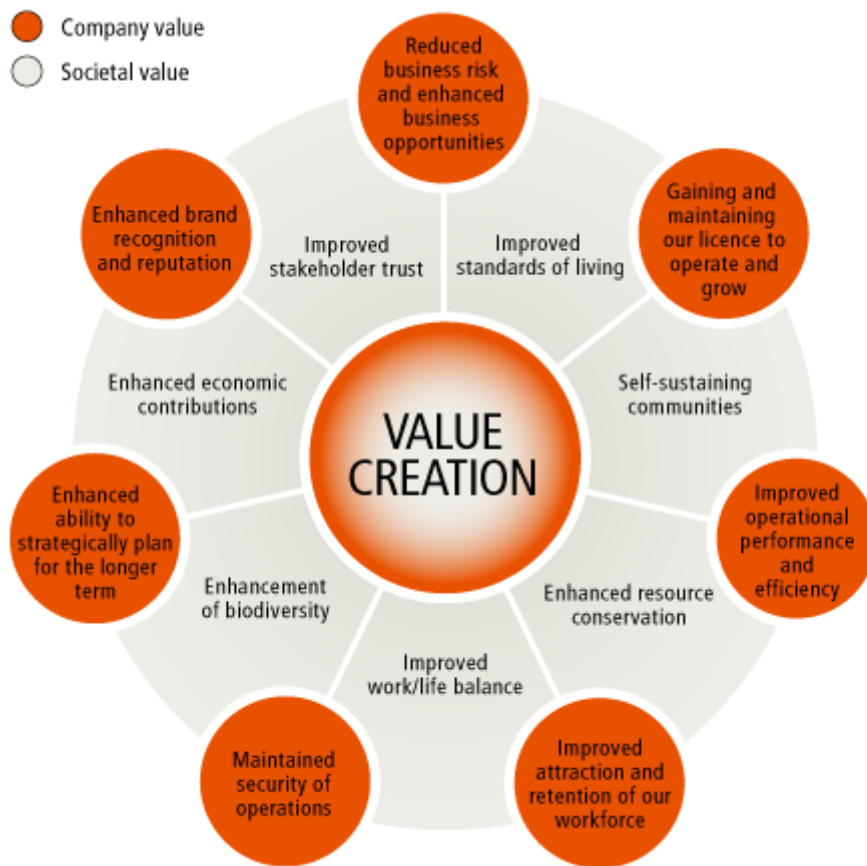 Company value
Societal value
Reduced
business risk
and enhanced
business
opportunities
Gaining and
maintaining
our licence to
operate and
grow
Enhanced brand
recognition
and reputation
Improved
stakeholder trust
Improved
standards of living
Enhanced economic
contributions
Self-sustaining
communities
VALUE
CREATION
Enhanced
ability to
strategically plan
for the longer
term
Improved
operational
performance
and
efficiency
Enhancement
of biodiversity
Enhanced resource
conservation
Improved
work/life balance
Maintained
security of
operations
Improved
attraction and
retention of our
workforce